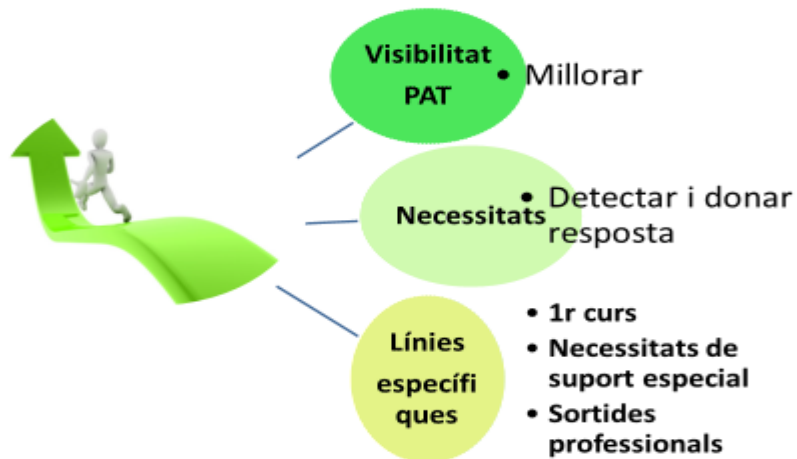 Visibilitat
PAT
• Millorar
Necessitats
• Detectar i donar
resposta
Línies
específi
ques
• 1r curs
• Necessitats de
suport especial
• Sortides
professionals